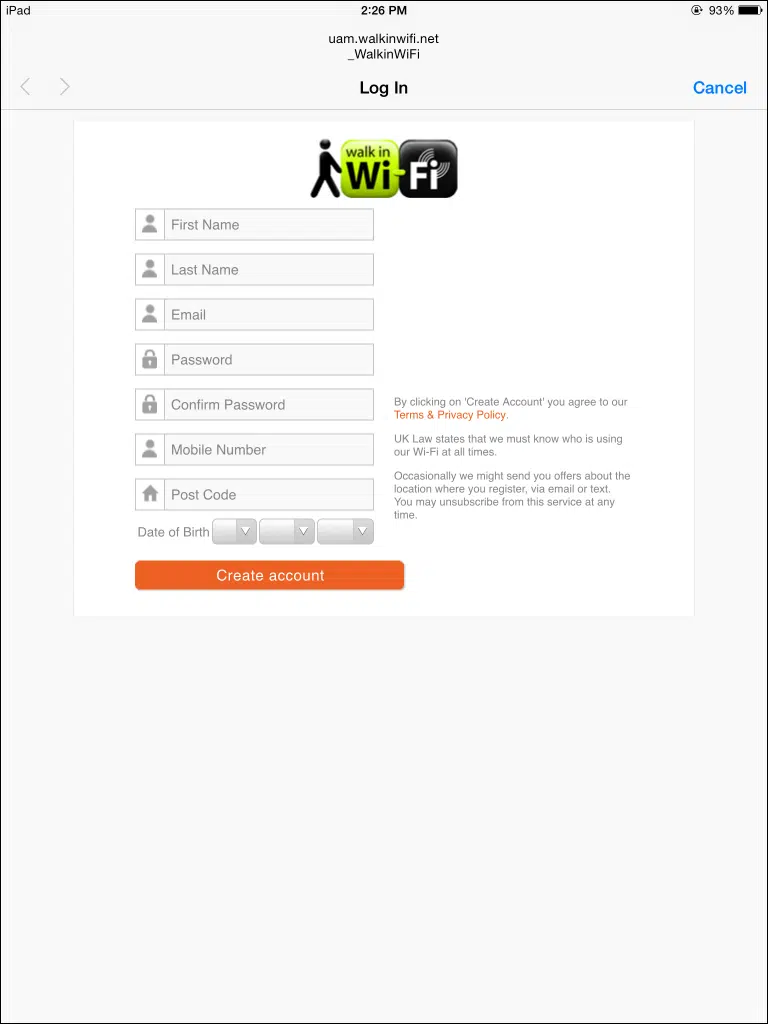 iPad
2:26 PM
93%
uam.walkinwifi.net
_WalkinWiFi
Log In
Cancel
walk in
Wi-Fi
First Name
Last Name
Email
Password
Confirm Password
Mobile Number
Post Code
Date of Birth
Create account
By clicking on 'Create Account' you agree to our
Terms & Privacy Policy.
UK Law states that we must know who is using
our Wi-Fi at all times.
Occasionally we might send you offers about the
location where you register, via email or text.
You may unsubscribe from this service at any
time.